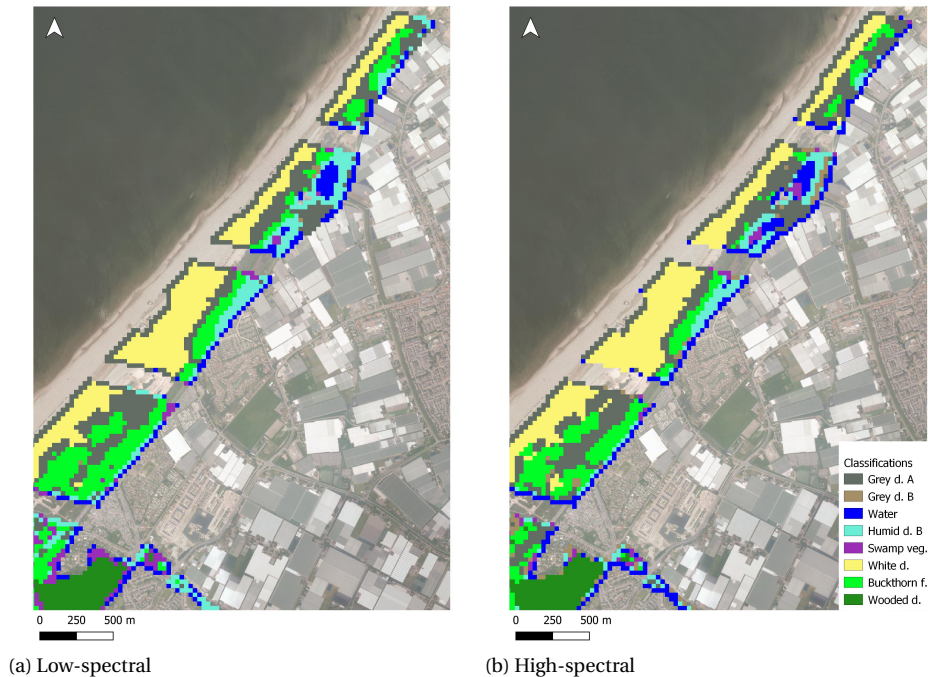 Classifications
Grey d. A
Grey d. B
Water
Humid d. B
Swamp veg.
White d.
Buckthorn f.
Wooded d.
0 250 500 m
0 250 500 m
(a) Low-spectral
(b) High-spectral